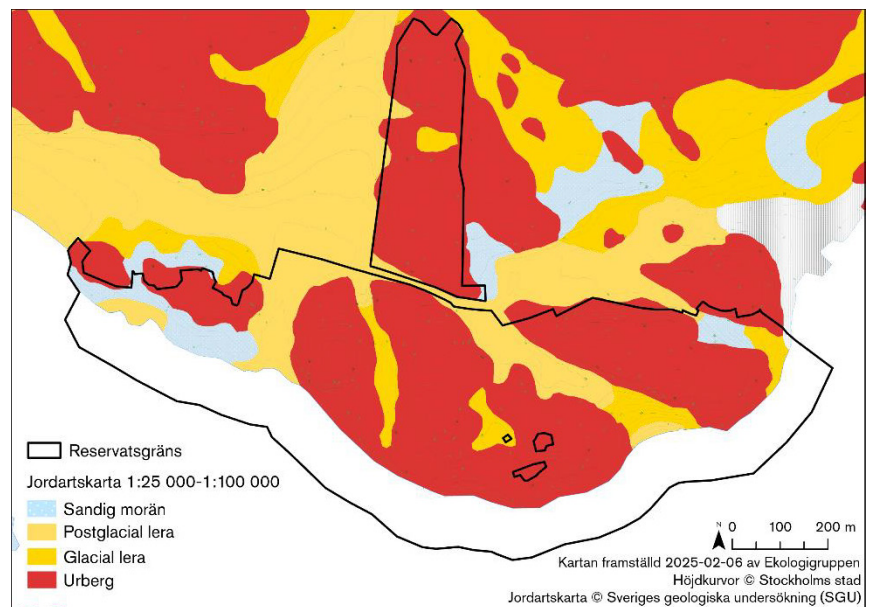 Reservatsgräns
Jordartskarta 1:25 000-1:100 000
Sandig morän
Postglacial lera
Glacial lera
Urberg
N 0 100 200 m
Kartan framställd 2025-02-06 av Ekologigruppen
Höjdkurvor © Stockholms stad
Jordartskarta © Sveriges geologiska undersökning (SGU)